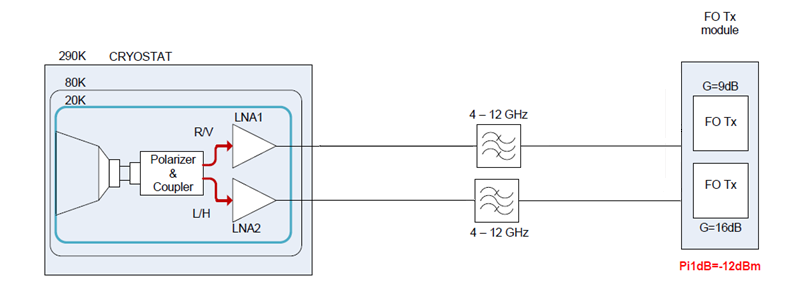 FO Tx
module
290K CRYOSTAT
80K
20K
G=9dB
LNA1
4 – 12 GHz
R/V
FO Tx
Polarizer
&
Coupler
FO Tx
L/H
LNA2
4 – 12 GHz
G=16dB
Pi1dB=-12dBm